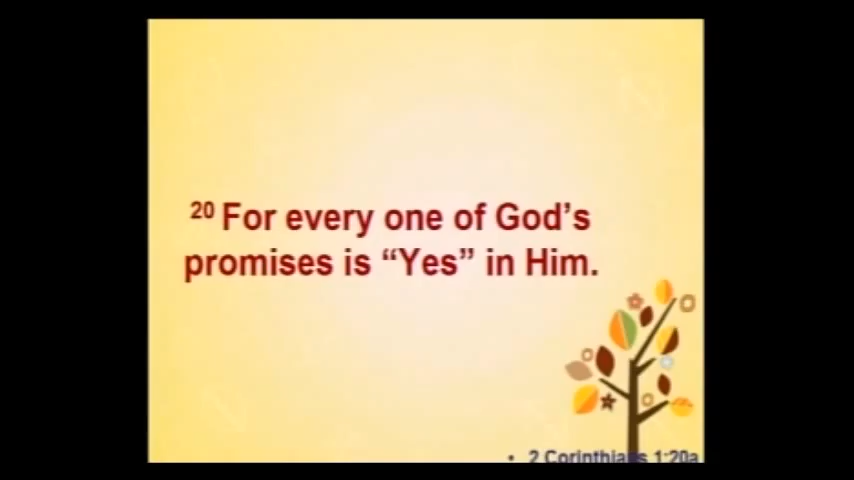 20 For every one of God’s
promises is “Yes” in Him.
• 2 Corinthians 1:20a